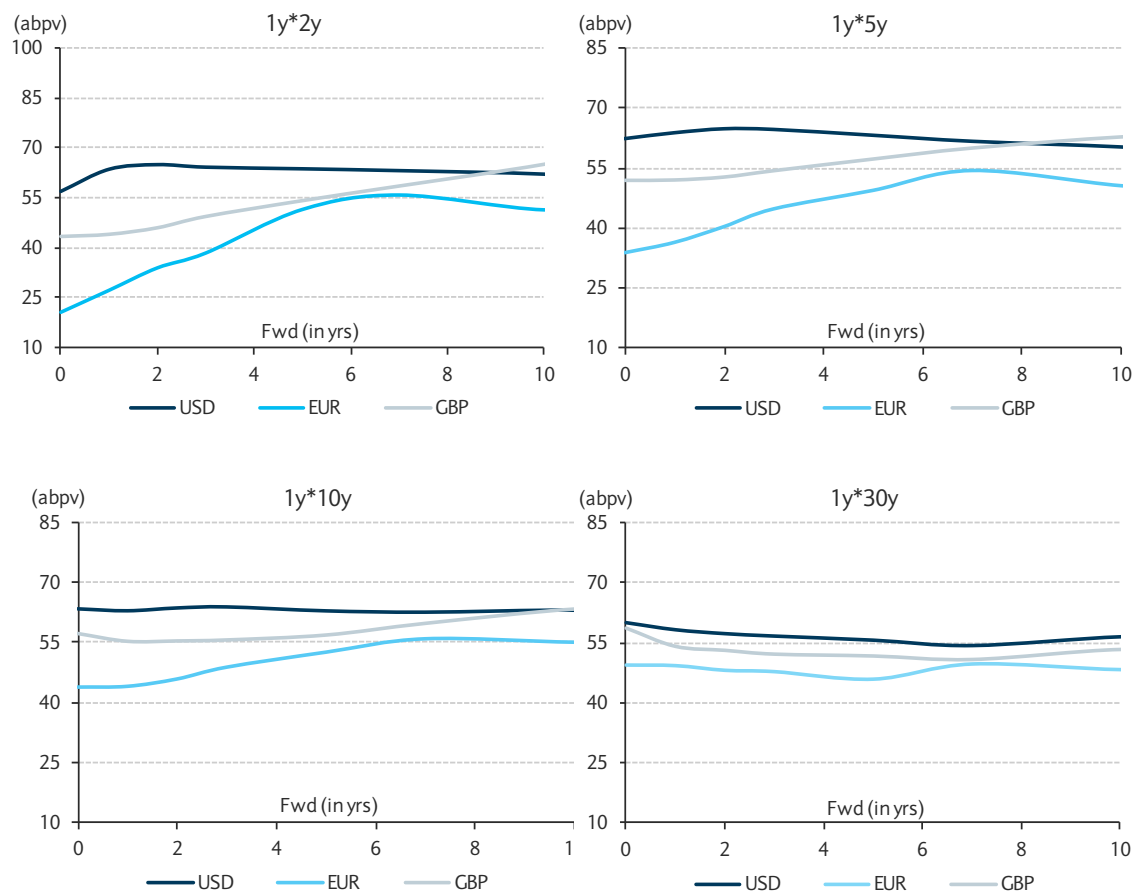 (abpv) 1y*2y
100
85
70
55
40
25
10
Fwd (in yrs)
0 2 4 6 8 10
USD EUR GBP
(abpv) 1y*5y
85
70
55
40
25
10
Fwd (in yrs)
0 2 4 6 8 10
USD EUR GBP
(abpv) 1y*10y
85
70
55
40
25
10
Fwd (in yrs)
0 2 4 6 8 1
USD EUR GBP
(abpv) 1y*30y
85
70
55
40
25
10
Fwd (in yrs)
0 2 4 6 8 10
USD EUR GBP